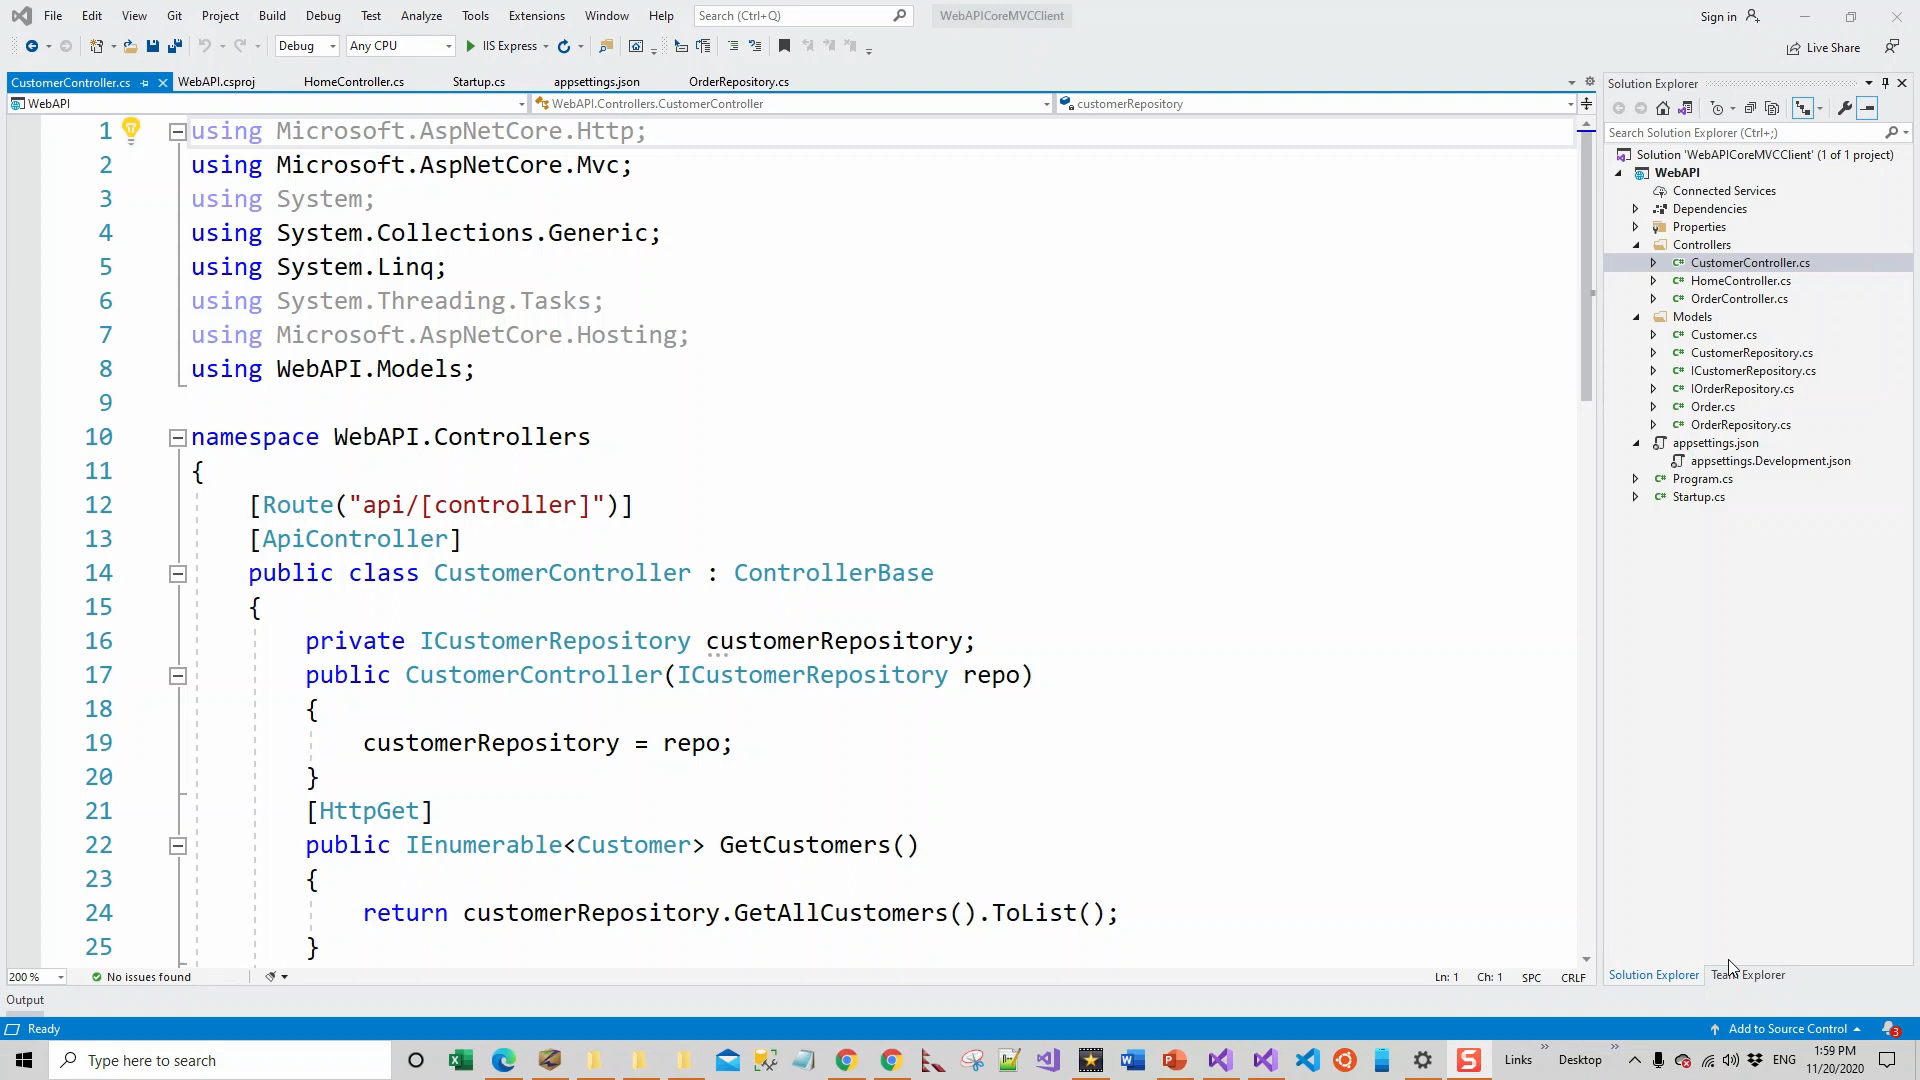 File Edit View Git Project Build Debug Test Analyze Tools Extensions Window Help Search (Ctrl+Q) WebAPICoreMVCClient Sign in
Debug Any CPU IIS Express Live Share
CustomerController.cs WebAPI.csproj HomeController.cs Startup.cs appsettings.json OrderRepository.cs
WebAPI WebAPI.Controllers.CustomerController customerRepository
1 using Microsoft.AspNetCore.Http;
2 using Microsoft.AspNetCore.Mvc;
3 using System;
4 using System.Collections.Generic;
5 using System.Linq;
6 using System.Threading.Tasks;
7 using Microsoft.AspNetCore.Hosting;
8 using WebAPI.Models;
9
10 namespace WebAPI.Controllers
11 {
12 [Route("api/[controller]")]
13 [ApiController]
14 public class CustomerController : ControllerBase
15 {
16 private ICustomerRepository customerRepository;
17 public CustomerController(ICustomerRepository repo)
18 {
19 customerRepository = repo;
20 }
21 [HttpGet]
22 public IEnumerable<Customer> GetCustomers()
23 {
24 return customerRepository.GetAllCustomers().ToList();
25 }
200 % No issues found Ln: 1 Ch: 1 SPC CRLF
Solution Explorer
Search Solution Explorer (Ctrl+;)
Solution 'WebAPICoreMVCClient' (1 of 1 project)
WebAPI
Connected Services
Dependencies
Properties
Controllers
C# CustomerController.cs
C# HomeController.cs
C# OrderController.cs
Models
C# Customer.cs
C# CustomerRepository.cs
C# ICustomerRepository.cs
C# IOrderRepository.cs
C# Order.cs
C# OrderRepository.cs
appsettings.json
appsettings.Development.json
C# Program.cs
C# Startup.cs
Solution Explorer Team Explorer
Output
Ready Add to Source Control 3
Type here to search Links Desktop ENG 1:59 PM
11/20/2020